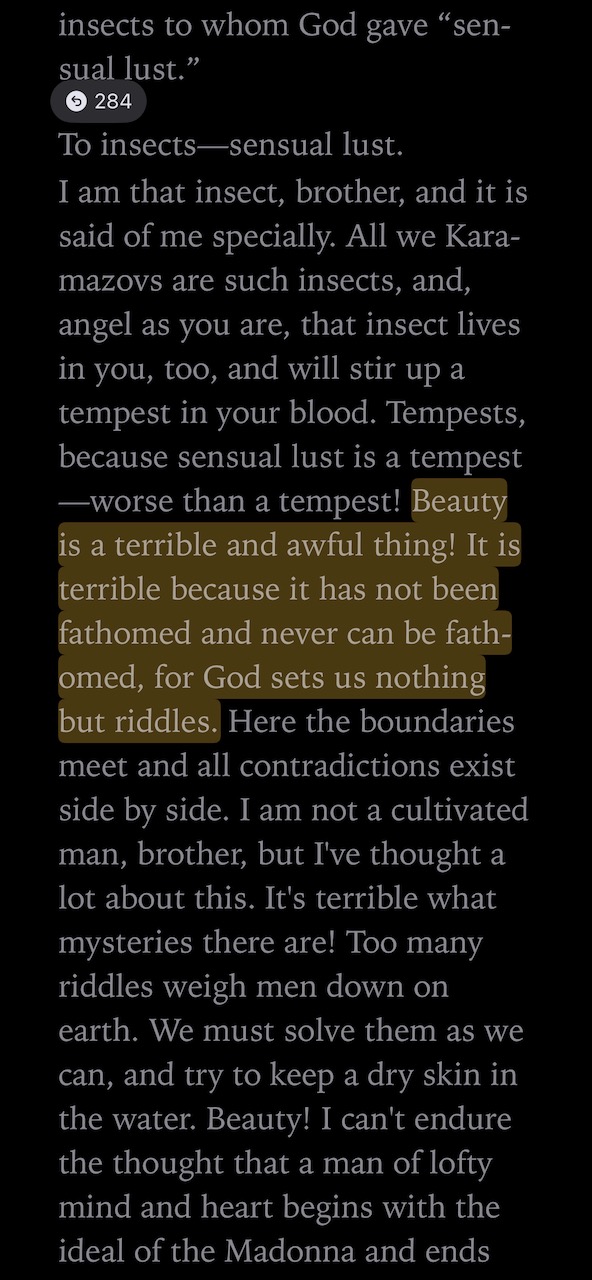 insects to whom God gave “sen-
sual lust.”
284
To insects—sensual lust.
I am that insect, brother, and it is
said of me specially. All we Kara-
mazovs are such insects, and,
angel as you are, that insect lives
in you, too, and will stir up a
tempest in your blood. Tempests,
because sensual lust is a tempest
—worse than a tempest! Beauty
is a terrible and awful thing! It is
terrible because it has not been
fathomed and never can be fath-
omed, for God sets us nothing
but riddles. Here the boundaries
meet and all contradictions exist
side by side. I am not a cultivated
man, brother, but I've thought a
lot about this. It's terrible what
mysteries there are! Too many
riddles weigh men down on
earth. We must solve them as we
can, and try to keep a dry skin in
the water. Beauty! I can't endure
the thought that a man of lofty
mind and heart begins with the
ideal of the Madonna and ends